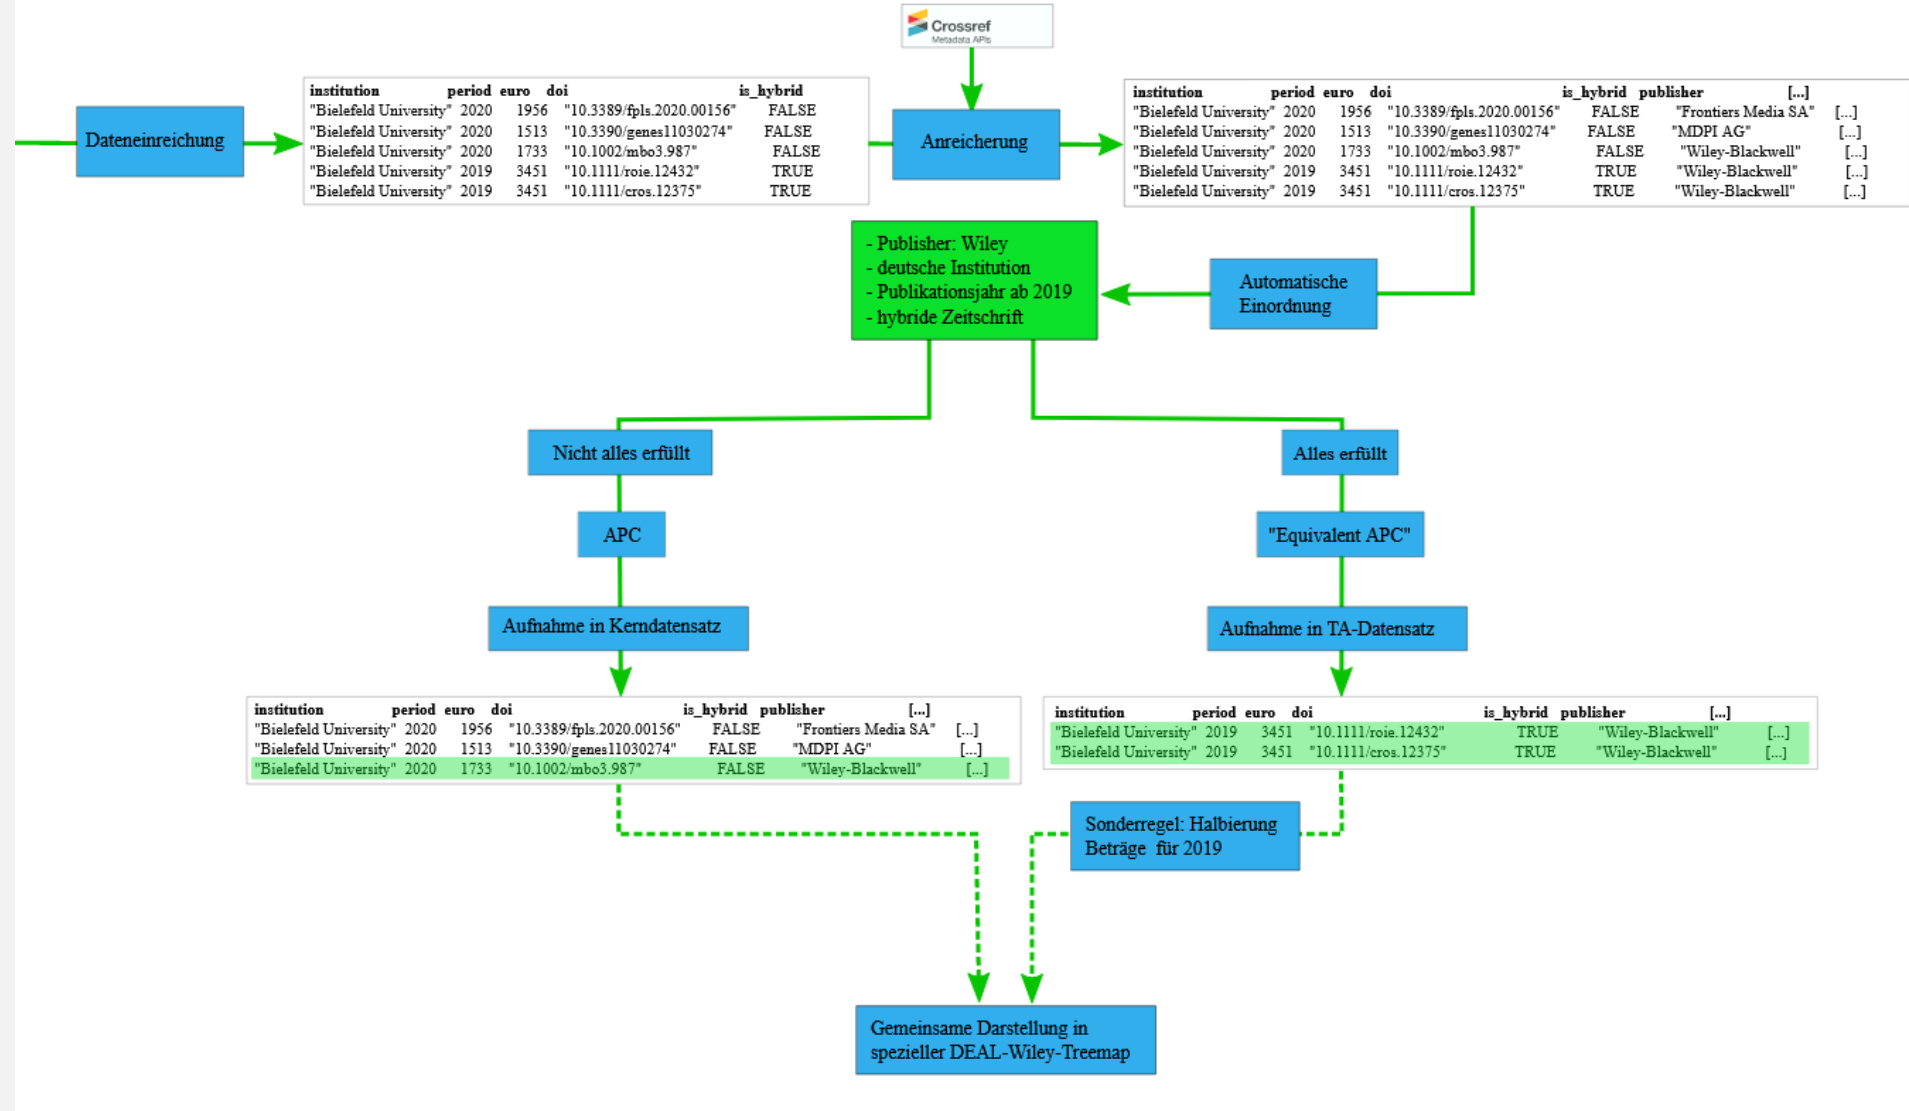 Crossref
Metadata APIs
Dateneinreichung
institution period euro doi is_hybrid
"Bielefeld University" 2020 1956 "10.3389/fpls.2020.00156" FALSE
"Bielefeld University" 2020 1513 "10.3390/genes11030274" FALSE
"Bielefeld University" 2020 1733 "10.1002/mbo3.987" FALSE
"Bielefeld University" 2019 3451 "10.1111/roie.12432" TRUE
"Bielefeld University" 2019 3451 "10.1111/cros.12375" TRUE
Anreicherung
institution period euro doi is_hybrid publisher [...]
"Bielefeld University" 2020 1956 "10.3389/fpls.2020.00156" FALSE "Frontiers Media SA" [...]
"Bielefeld University" 2020 1513 "10.3390/genes11030274" FALSE "MDPI AG" [...]
"Bielefeld University" 2020 1733 "10.1002/mbo3.987" FALSE "Wiley-Blackwell" [...]
"Bielefeld University" 2019 3451 "10.1111/roie.12432" TRUE "Wiley-Blackwell" [...]
"Bielefeld University" 2019 3451 "10.1111/cros.12375" TRUE "Wiley-Blackwell" [...]
Automatische
Einordnung
- Publisher: Wiley
- deutsche Institution
- Publikationsjahr ab 2019
- hybride Zeitschrift
Nicht alles erfüllt
APC
Aufnahme in Kerndatensatz
institution period euro doi is_hybrid publisher [...]
"Bielefeld University" 2020 1956 "10.3389/fpls.2020.00156" FALSE "Frontiers Media SA" [...]
"Bielefeld University" 2020 1513 "10.3390/genes11030274" FALSE "MDPI AG" [...]
"Bielefeld University" 2020 1733 "10.1002/mbo3.987" FALSE "Wiley-Blackwell" [...]
Alles erfüllt
"Equivalent APC"
Aufnahme in TA-Datensatz
institution period euro doi is_hybrid publisher [...]
"Bielefeld University" 2019 3451 "10.1111/roie.12432" TRUE "Wiley-Blackwell" [...]
"Bielefeld University" 2019 3451 "10.1111/cros.12375" TRUE "Wiley-Blackwell" [...]
Sonderregel: Halbierung
Beträge für 2019
Gemeinsame Darstellung in
spezieller DEAL-Wiley-Treemap